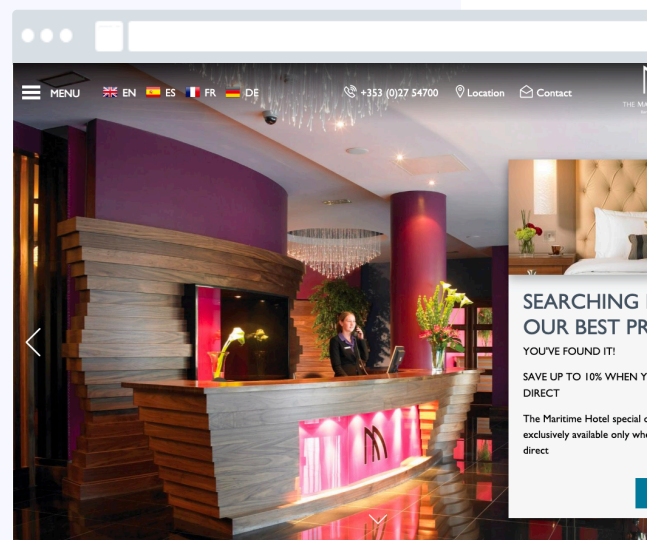 MENU EN ES FR DE +353 (0)27 54700 Location Contact
THE MA
SEARCHING
OUR BEST PR
YOU'VE FOUND IT!
SAVE UP TO 10% WHEN Y
DIRECT
The Maritime Hotel special
exclusively available only whe
direct